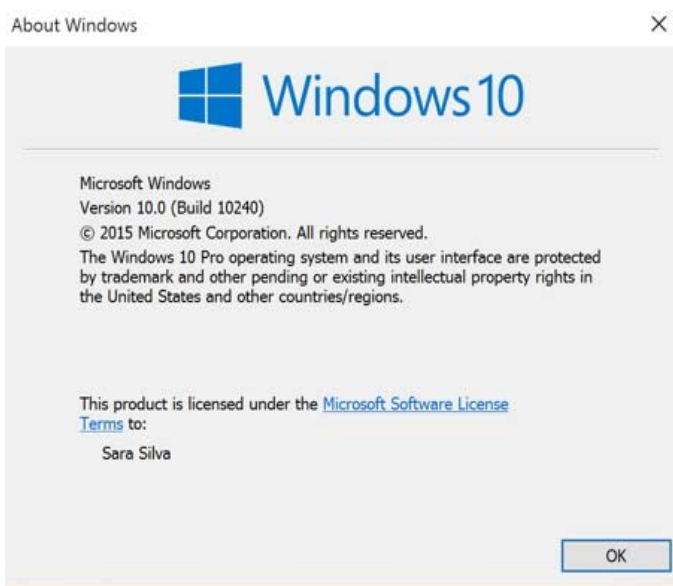 About Windows
Windows 10
Microsoft Windows
Version 10.0 (Build 10240)
© 2015 Microsoft Corporation. All rights reserved.
The Windows 10 Pro operating system and its user interface are protected
by trademark and other pending or existing intellectual property rights in
the United States and other countries/regions.
This product is licensed under the Microsoft Software License
Terms to:
Sara Silva
OK